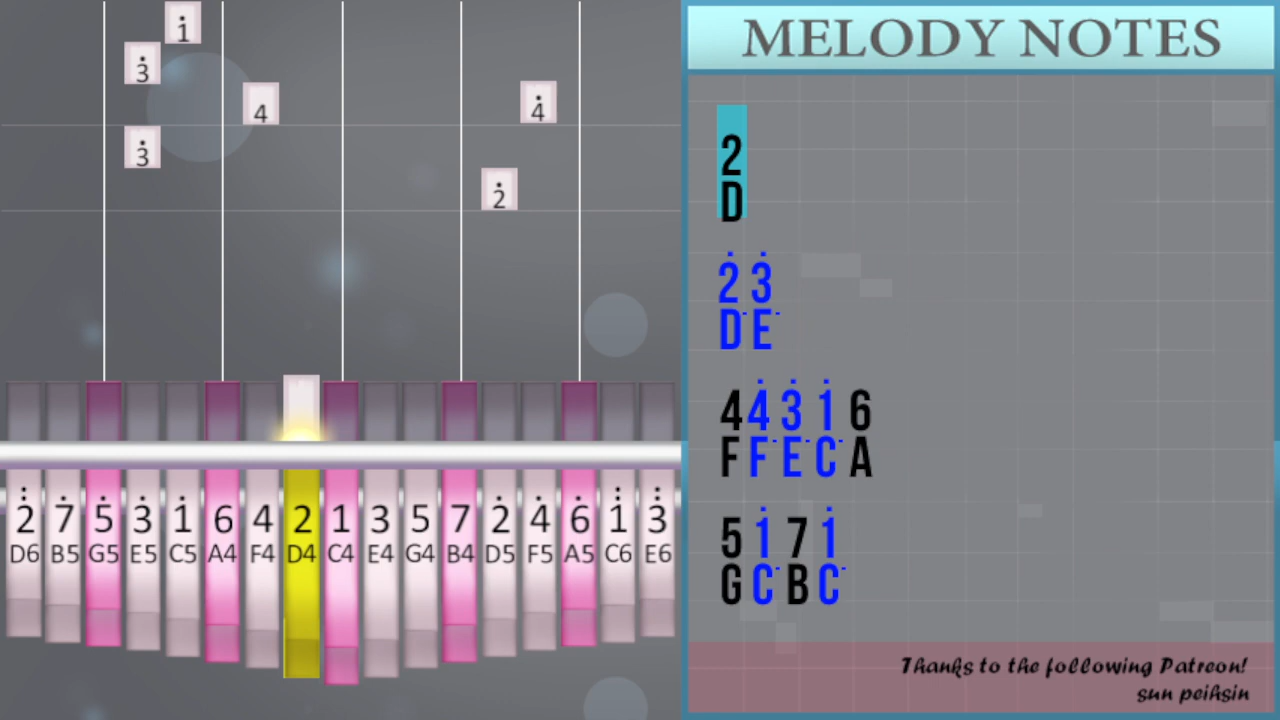 i
3̇
4
4̇
3̇
2̇
2̈ 7̇ 5̇ 3̇ 1̇ 6 4 2 1 3 5 7 2̇ 4̇ 6̇ 1̈ 3̈
D6 B5 G5 E5 C5 A4 F4 D4 C4 E4 G4 B4 D5 F5 A5 C6 E6
MELODY NOTES
2
D
2̇ 3̇
D· E·
4 4̇ 3̇ 1̇ 6
F F· E· C· A
5 1̇ 7 1̇
G C· B C·
Thanks to the following Patreon!
sun peihsin